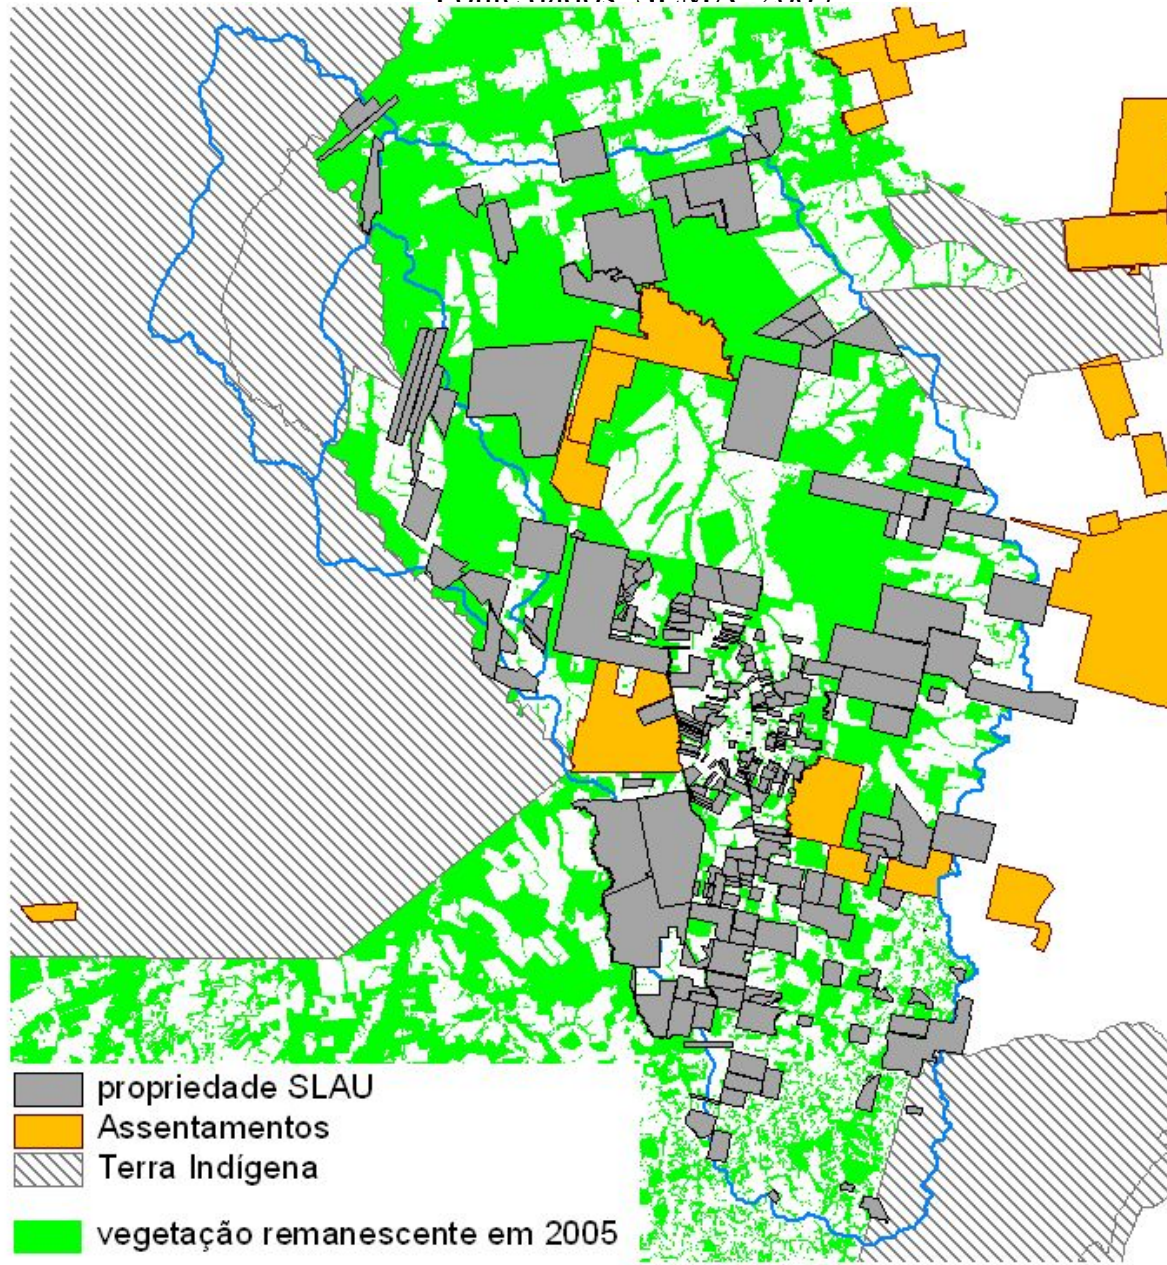 propriedade SLAU
Assentamentos
Terra Indígena
vegetação remanescente em 2005